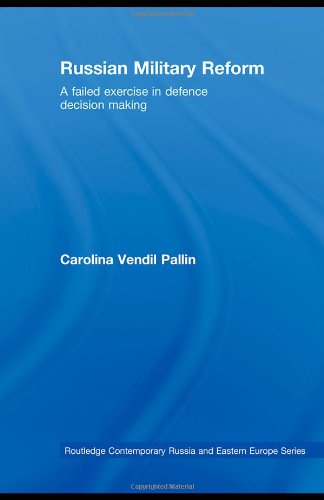 Russian Military Reform
A failed exercise in defence
decision making
Carolina Vendil Pallin
Routledge Contemporary Russia and Eastern Europe Series